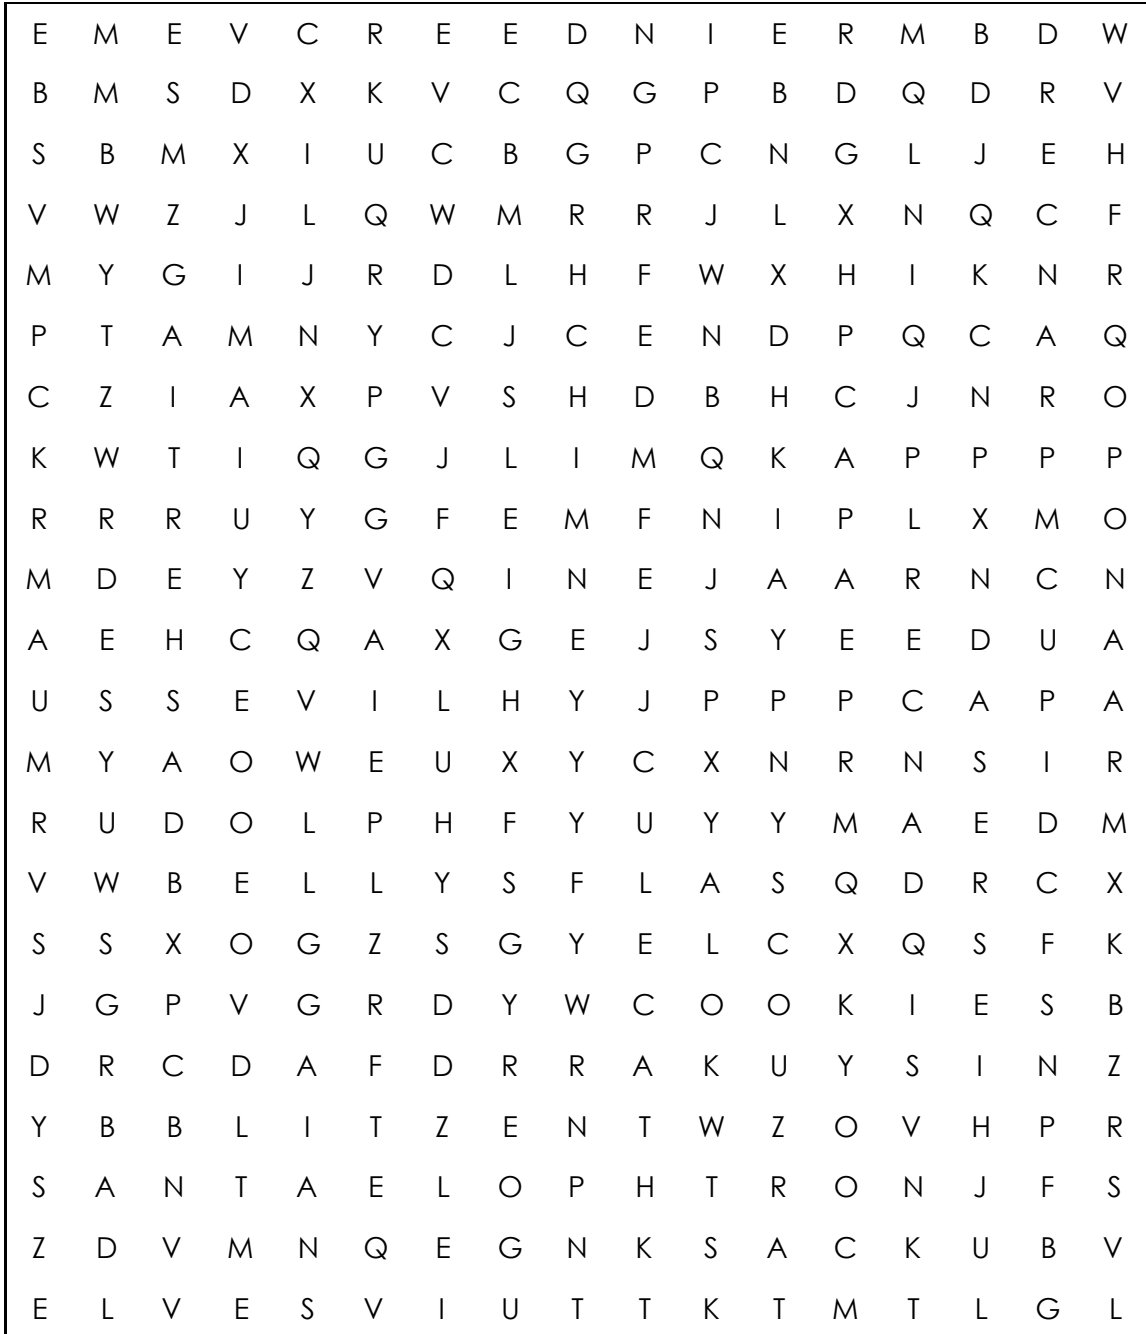 E M E V C R E E D N I E R M B D W
B M S D X K V C Q G P B D Q D R V
S B M X I U C B G P C N G L J E H
V W Z J L Q W M R R J L X N Q C F
M Y G I J R D L H F W X H I K N R
P T A M N Y C J C E N D P Q C A Q
C Z I A X P V S H D B H C J N R O
K W T I Q G J L I M Q K A P P P P
R R R U Y G F E M F N I P L X M O
M D E Y Z V Q I N E J A A R N C N
A E H C Q A X G E J S Y E E D U A
U S S E V I L H Y J P P P C A P A
M Y A O W E U X Y C X N R N S I R
R U D O L P H F Y U Y Y M A E D M
V W B E L L Y S F L A S Q D R C X
S S X O G Z S G Y E L C X Q S F K
J G P V G R D Y W C O O K I E S B
D R C D A F D R R A K U Y S I N Z
Y B B L I T Z E N T W Z O V H P R
S A N T A E L O P H T R O N J F S
Z D V M N Q E G N K S A C K U B V
E L V E S V I U T T K T M T L G L